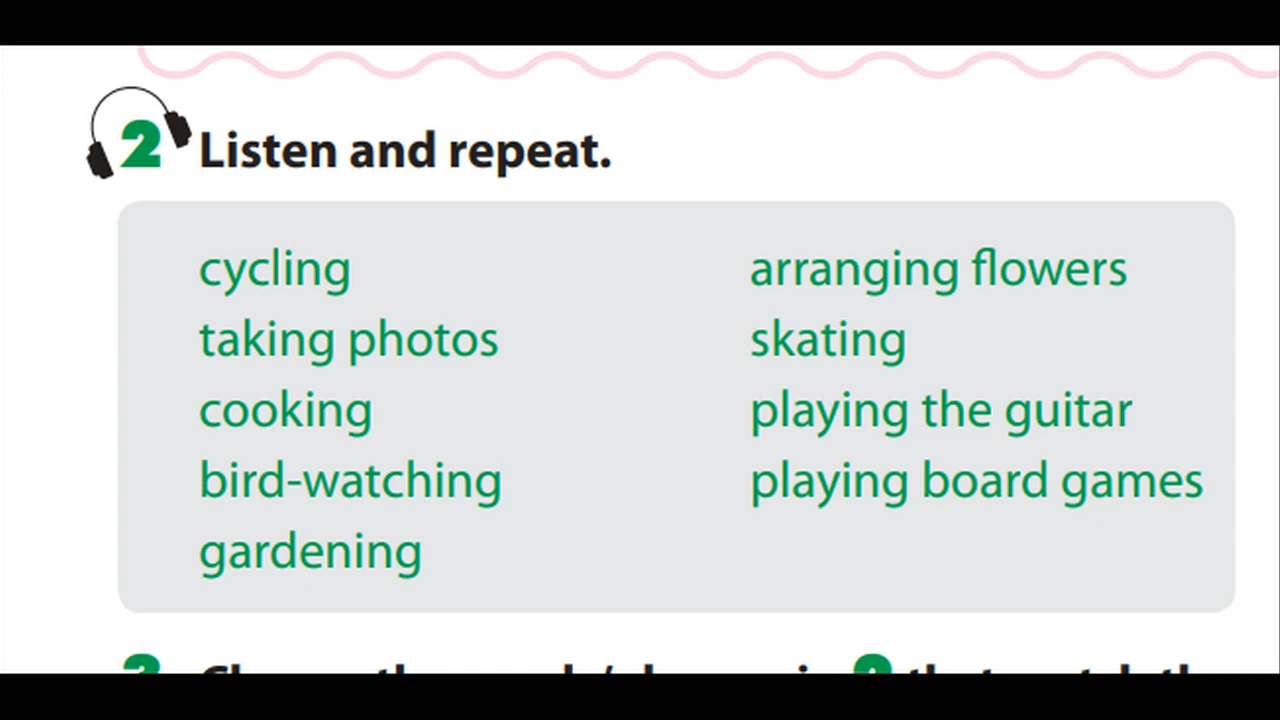 2 Listen and repeat.
cycling
taking photos
cooking
bird-watching
gardening
arranging flowers
skating
playing the guitar
playing board games